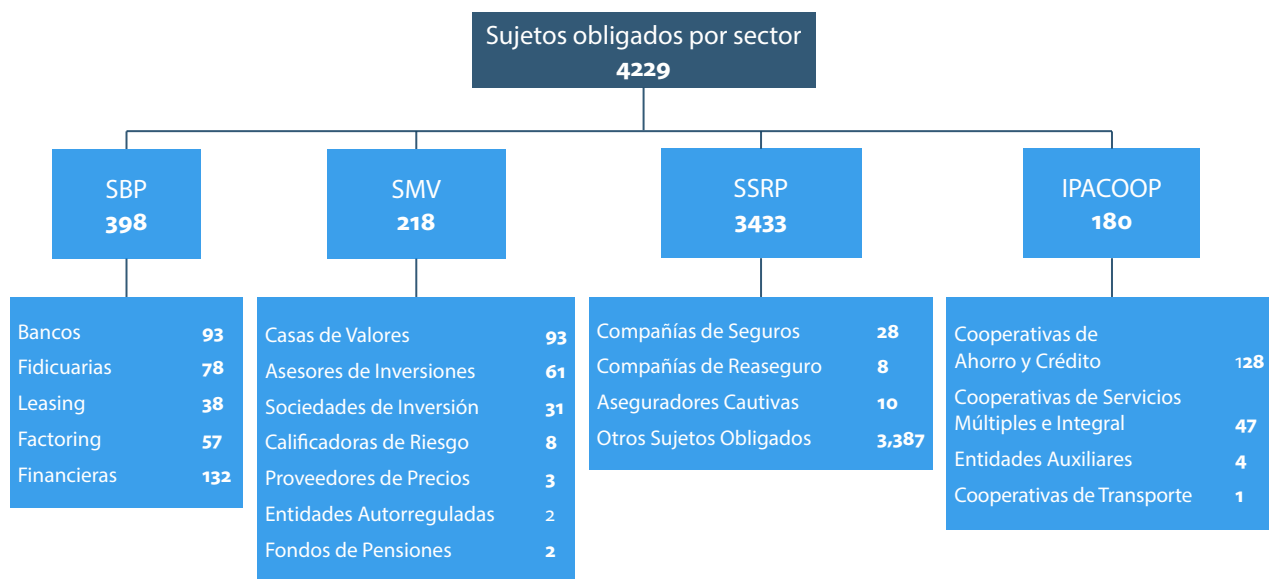 Sujetos obligados por sector
4229
SBP
398
SMV
218
SSRP
3433
IPACOOP
180
Bancos 93
Fidicuarias 78
Leasing 38
Factoring 57
Financieras 132
Casas de Valores 93
Asesores de Inversiones 61
Sociedades de Inversión 31
Calificadoras de Riesgo 8
Proveedores de Precios 3
Entidades Autorreguladas 2
Fondos de Pensiones 2
Compañías de Seguros 28
Compañías de Reaseguro 8
Aseguradores Cautivas 10
Otros Sujetos Obligados 3,387
Cooperativas de
Ahorro y Crédito 128
Cooperativas de Servicios
Múltiples e Integral 47
Entidades Auxiliares 4
Cooperativas de Transporte 1